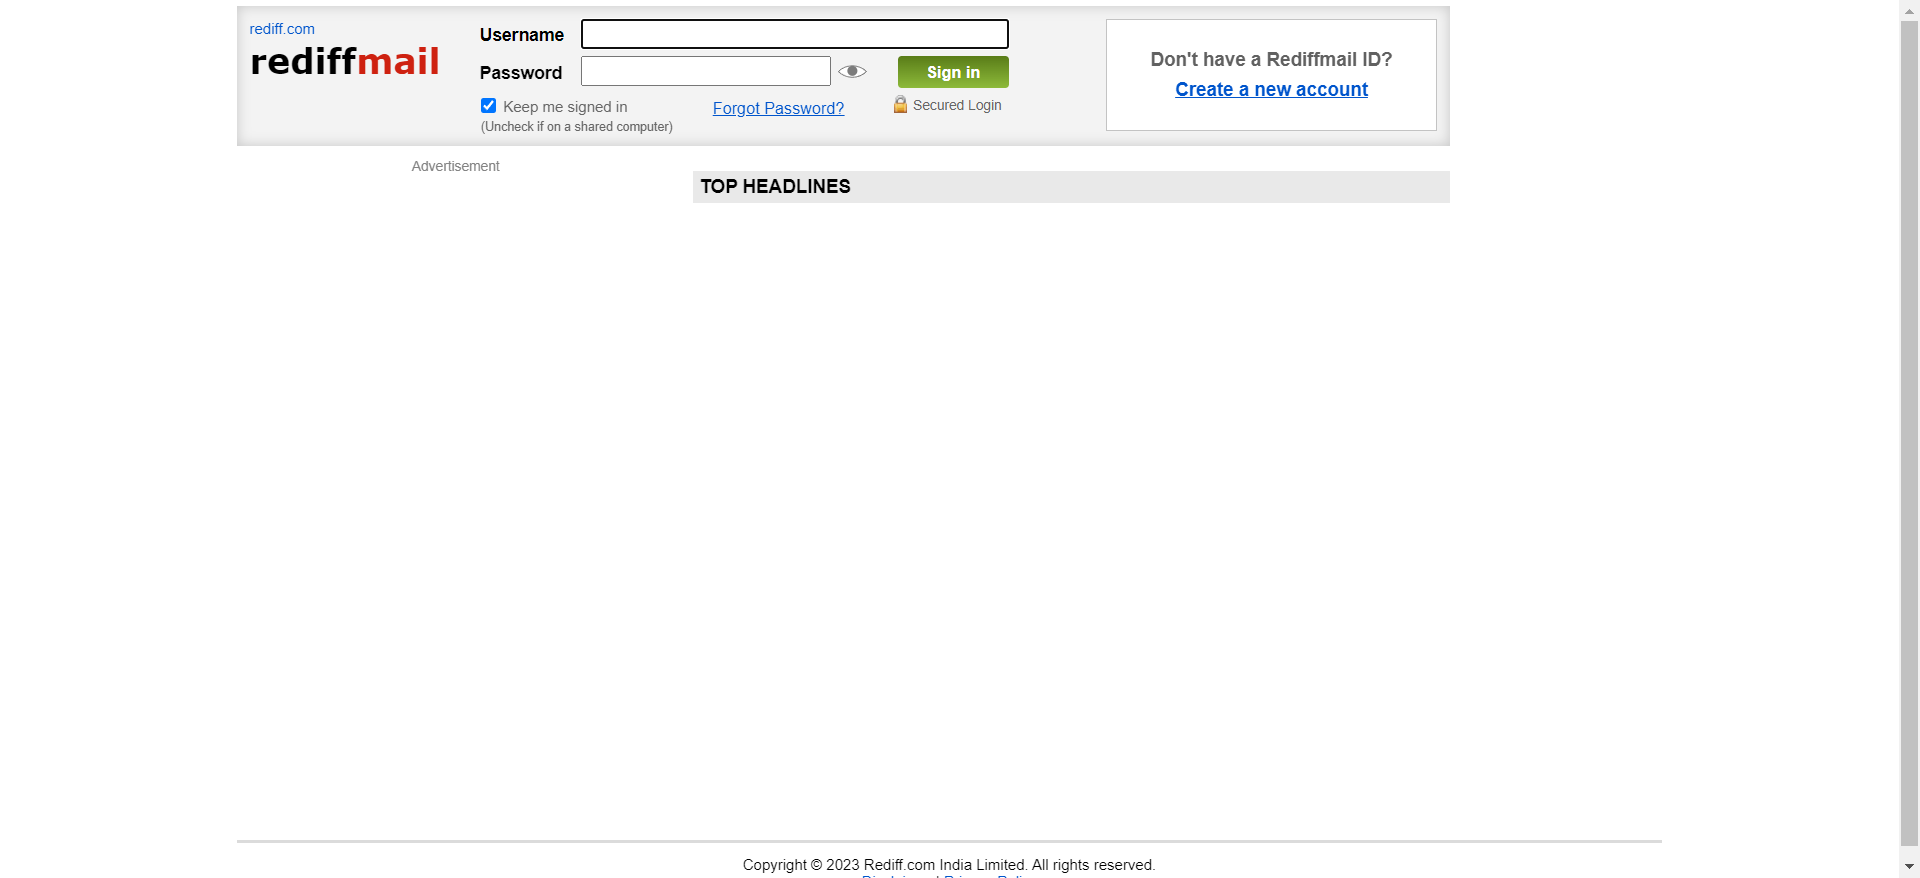 rediff.com
rediffmail
Username
Password
Sign in
Keep me signed in
(Uncheck if on a shared computer)
Forgot Password?
Secured Login
Don't have a Rediffmail ID?
Create a new account
Advertisement
TOP HEADLINES
Copyright © 2023 Rediff.com India Limited. All rights reserved.